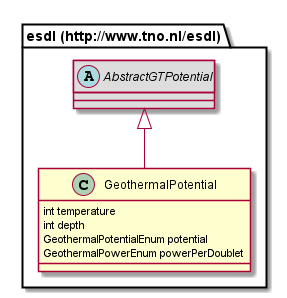 esdl (http://www.tno.nl/esdl)
A AbstractGTPotential
C GeothermalPotential
int temperature
int depth
GeothermalPotentialEnum potential
GeothermalPowerEnum powerPerDoublet